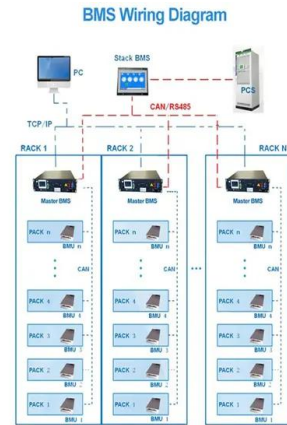 BMS Wiring Diagram
PC
Stack BMS
PCS
CAN/RS485
TCP/IP
RACK 1
RACK 2
RACK N
Master BMS
Master BMS
Master BMS
PACK n
BMU n
PACK n
BMU n
PACK n
BMU n
CAN
CAN
CAN
PACK 4
BMU 4
PACK 4
BMU 4
PACK 4
BMU 4
PACK 3
BMU 3
PACK 3
BMU 3
PACK 3
BMU 3
PACK 2
BMU 2
PACK 2
BMU 2
PACK 2
BMU 2
PACK 1
BMU 1
PACK 1
BMU 1
PACK 1
BMU 1